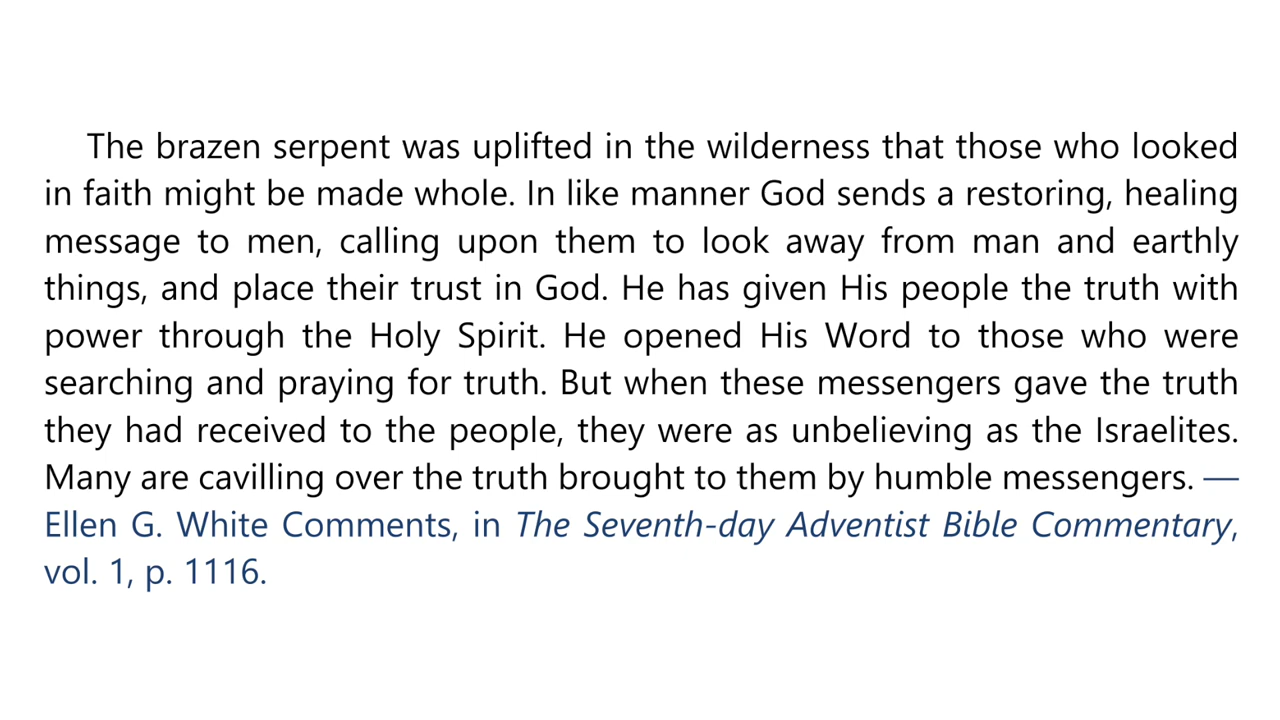 The brazen serpent was uplifted in the wilderness that those who looked
in faith might be made whole. In like manner God sends a restoring, healing
message to men, calling upon them to look away from man and earthly
things, and place their trust in God. He has given His people the truth with
power through the Holy Spirit. He opened His Word to those who were
searching and praying for truth. But when these messengers gave the truth
they had received to the people, they were as unbelieving as the Israelites.
Many are cavilling over the truth brought to them by humble messengers. —
Ellen G. White Comments, in The Seventh-day Adventist Bible Commentary,
vol. 1, p. 1116.